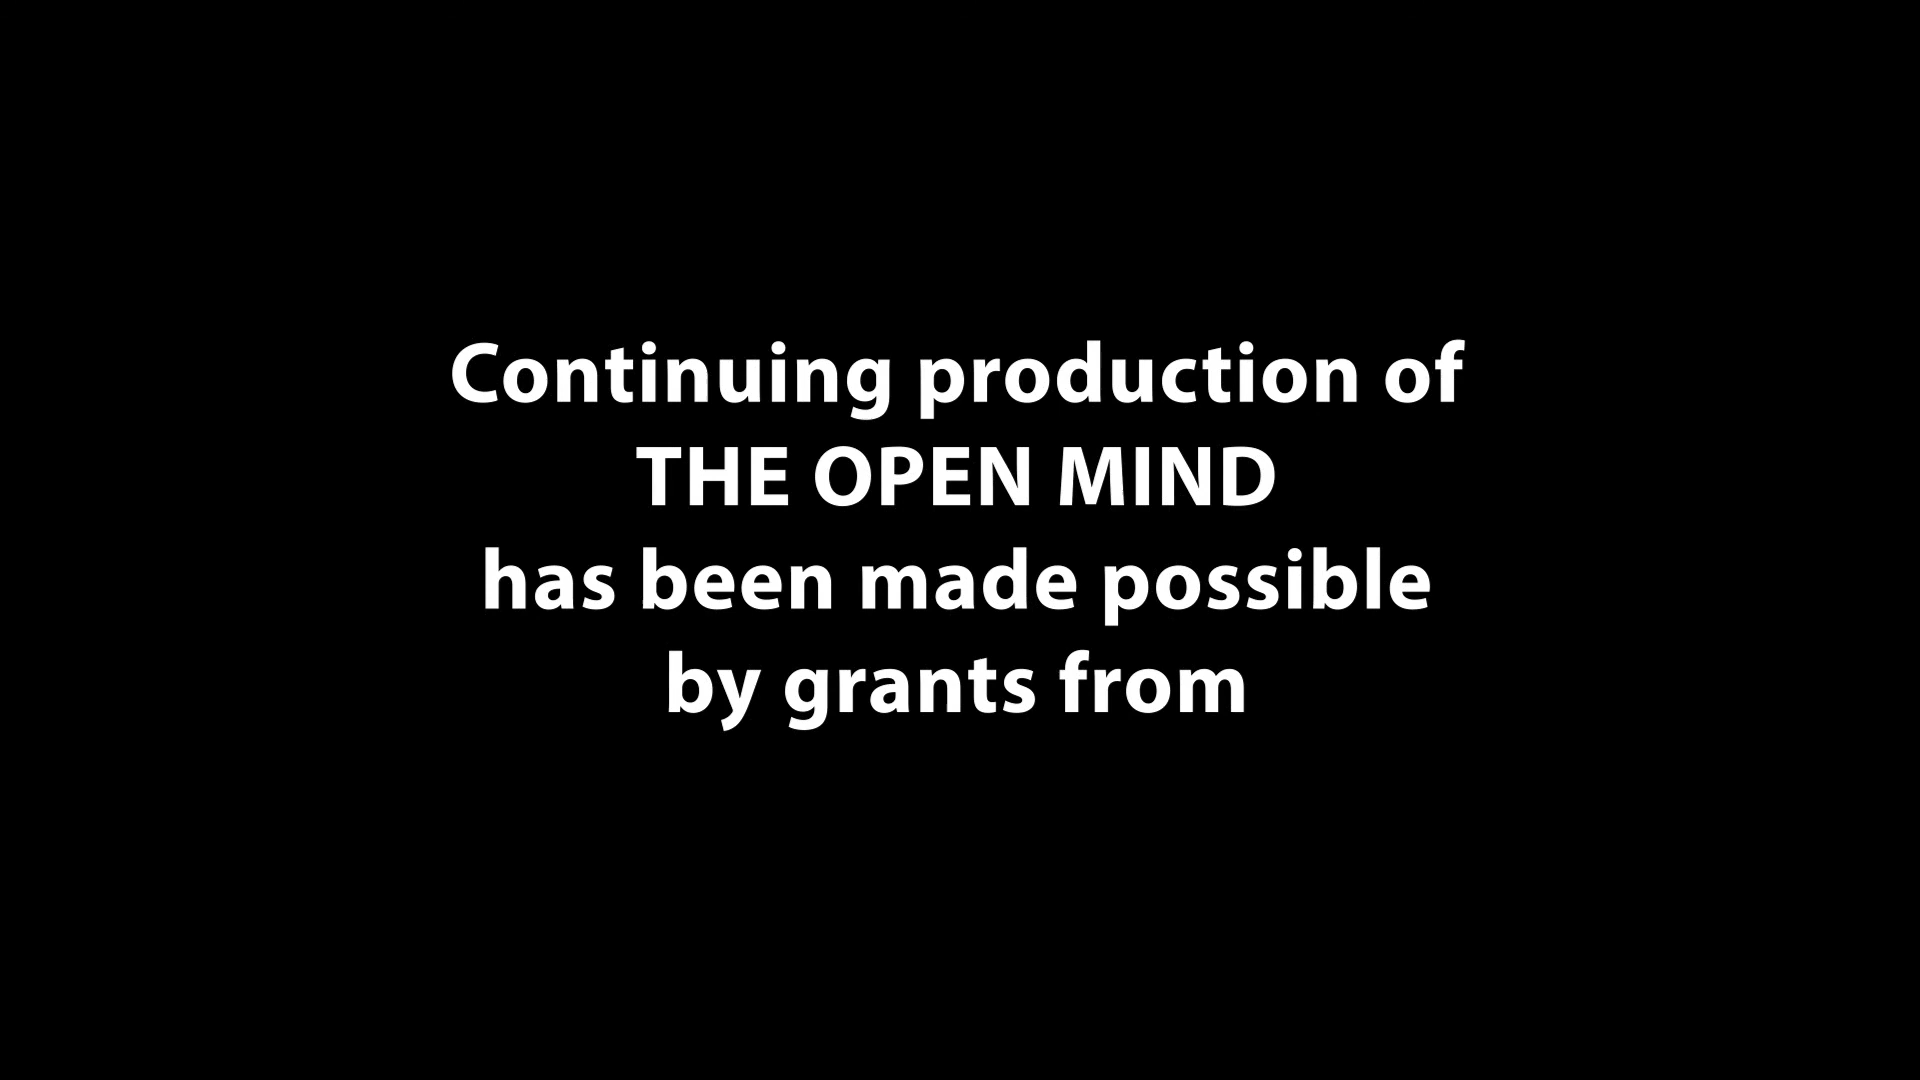 Continuing production of
THE OPEN MIND
has been made possible
by grants from